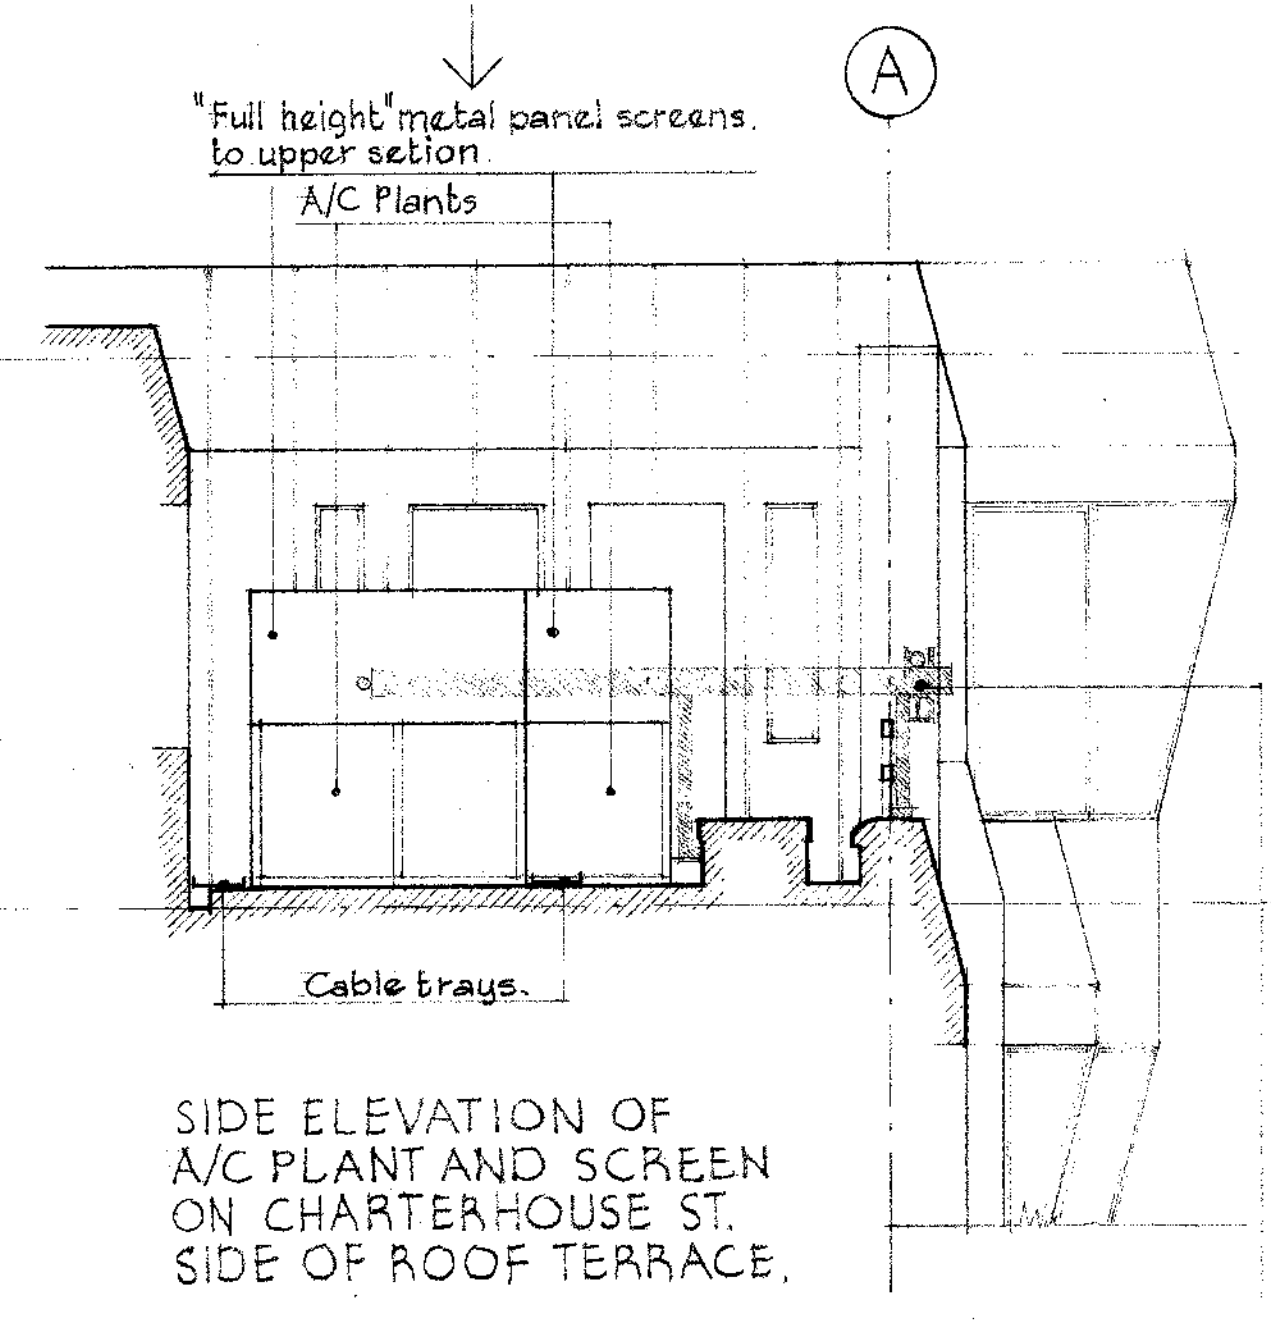 A
"Full height" metal panel screens.
to upper setion.
A/C Plants
Cable trays.
SIDE ELEVATION OF
A/C PLANT AND SCREEN
ON CHARTERHOUSE ST.
SIDE OF ROOF TERRACE.